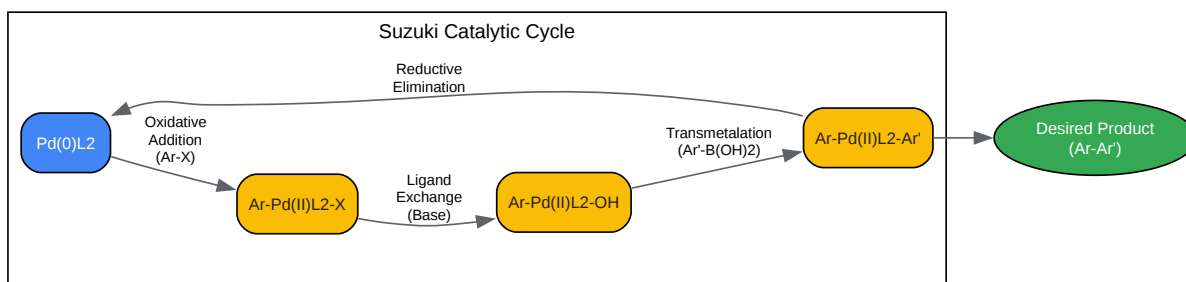 Suzuki Catalytic Cycle
Reductive
Elimination
Pd(0)L2
Oxidative
Addition
(Ar-X)
Ar-Pd(II)L2-X
Ligand
Exchange
(Base)
Ar-Pd(II)L2-OH
Transmetalation
(Ar'-B(OH)2)
Ar-Pd(II)L2-Ar'
Desired Product
(Ar-Ar')